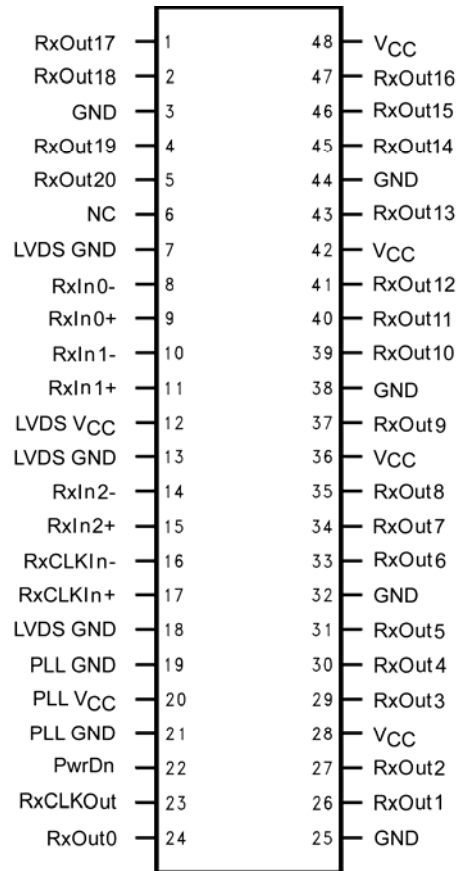 RxOut17 1 48 VCC
RxOut18 2 47 RxOut16
GND 3 46 RxOut15
RxOut19 4 45 RxOut14
RxOut20 5 44 GND
NC 6 43 RxOut13
LVDS GND 7 42 VCC
RxIn0- 8 41 RxOut12
RxIn0+ 9 40 RxOut11
RxIn1- 10 39 RxOut10
RxIn1+ 11 38 GND
LVDS VCC 12 37 RxOut9
LVDS GND 13 36 VCC
RxIn2- 14 35 RxOut8
RxIn2+ 15 34 RxOut7
RxCLKIn- 16 33 RxOut6
RxCLKIn+ 17 32 GND
LVDS GND 18 31 RxOut5
PLL GND 19 30 RxOut4
PLL VCC 20 29 RxOut3
PLL GND 21 28 VCC
PwrDn 22 27 RxOut2
RxCLKOut 23 26 RxOut1
RxOut0 24 25 GND